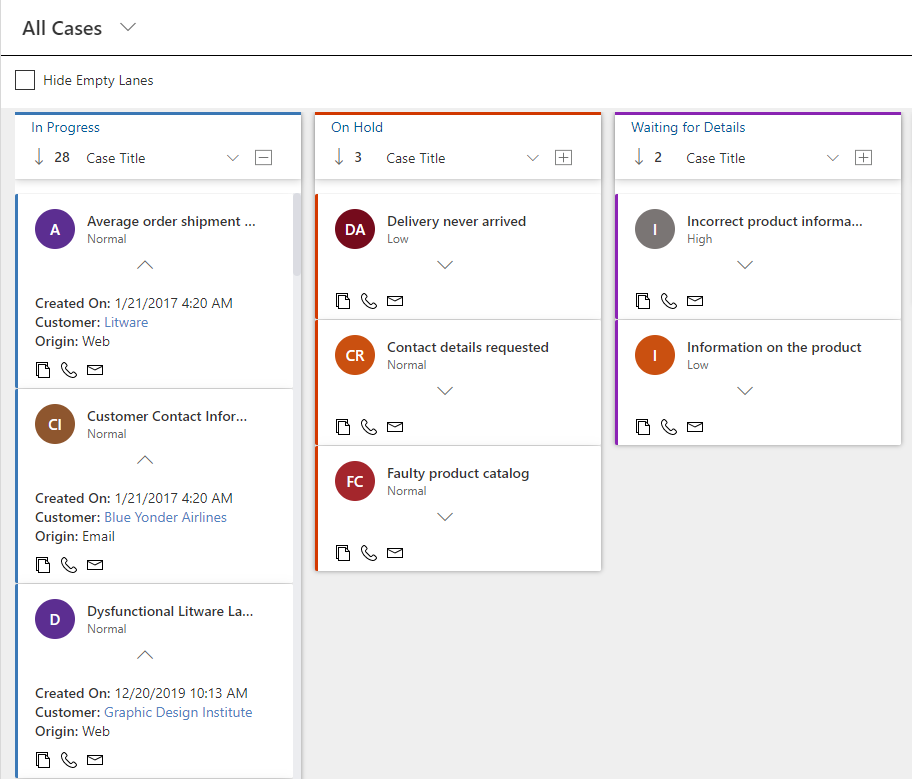 All Cases
Hide Empty Lanes
In Progress
28 Case Title
A
Average order shipment ...
Normal
Created On: 1/21/2017 4:20 AM
Customer: Litware
Origin: Web
CI
Customer Contact Infor...
Normal
Created On: 1/21/2017 4:20 AM
Customer: Blue Yonder Airlines
Origin: Email
D
Dysfunctional Litware La...
Normal
Created On: 12/20/2019 10:13 AM
Customer: Graphic Design Institute
Origin: Web
On Hold
3 Case Title
DA
Delivery never arrived
Low
CR
Contact details requested
Normal
FC
Faulty product catalog
Normal
Waiting for Details
2 Case Title
I
Incorrect product informa...
High
I
Information on the product
Low